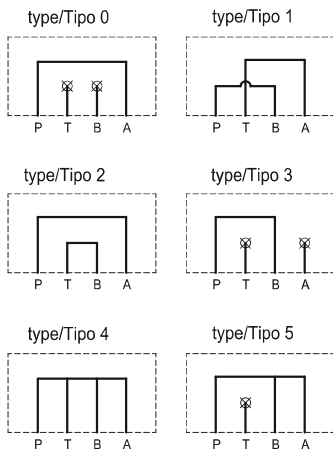 type/Tipo 0
type/Tipo 1
P T B A
P T B A
type/Tipo 2
type/Tipo 3
P T B A
P T B A
type/Tipo 4
type/Tipo 5
P T B A
P T B A